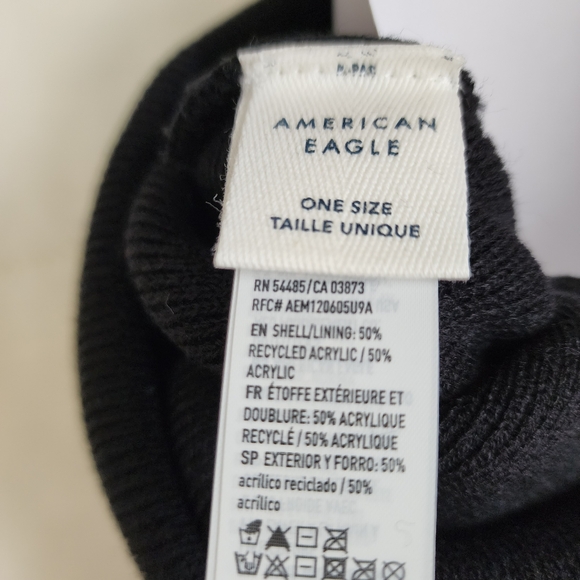 AMERICAN
EAGLE
ONE SIZE
TAILLE UNIQUE
RN 54485/CA 03873
RFC# AEM120605U9A
EN SHELL/LINING: 50%
RECYCLED ACRYLIC / 50%
ACRYLIC
FR ÉTOFFE EXTÉRIEURE ET
DOUBLURE: 50% ACRYLIQUE
RECYCLÉ / 50% ACRYLIQUE
SP EXTERIOR Y FORRO: 50%
acrílico reciclado / 50%
acrílico